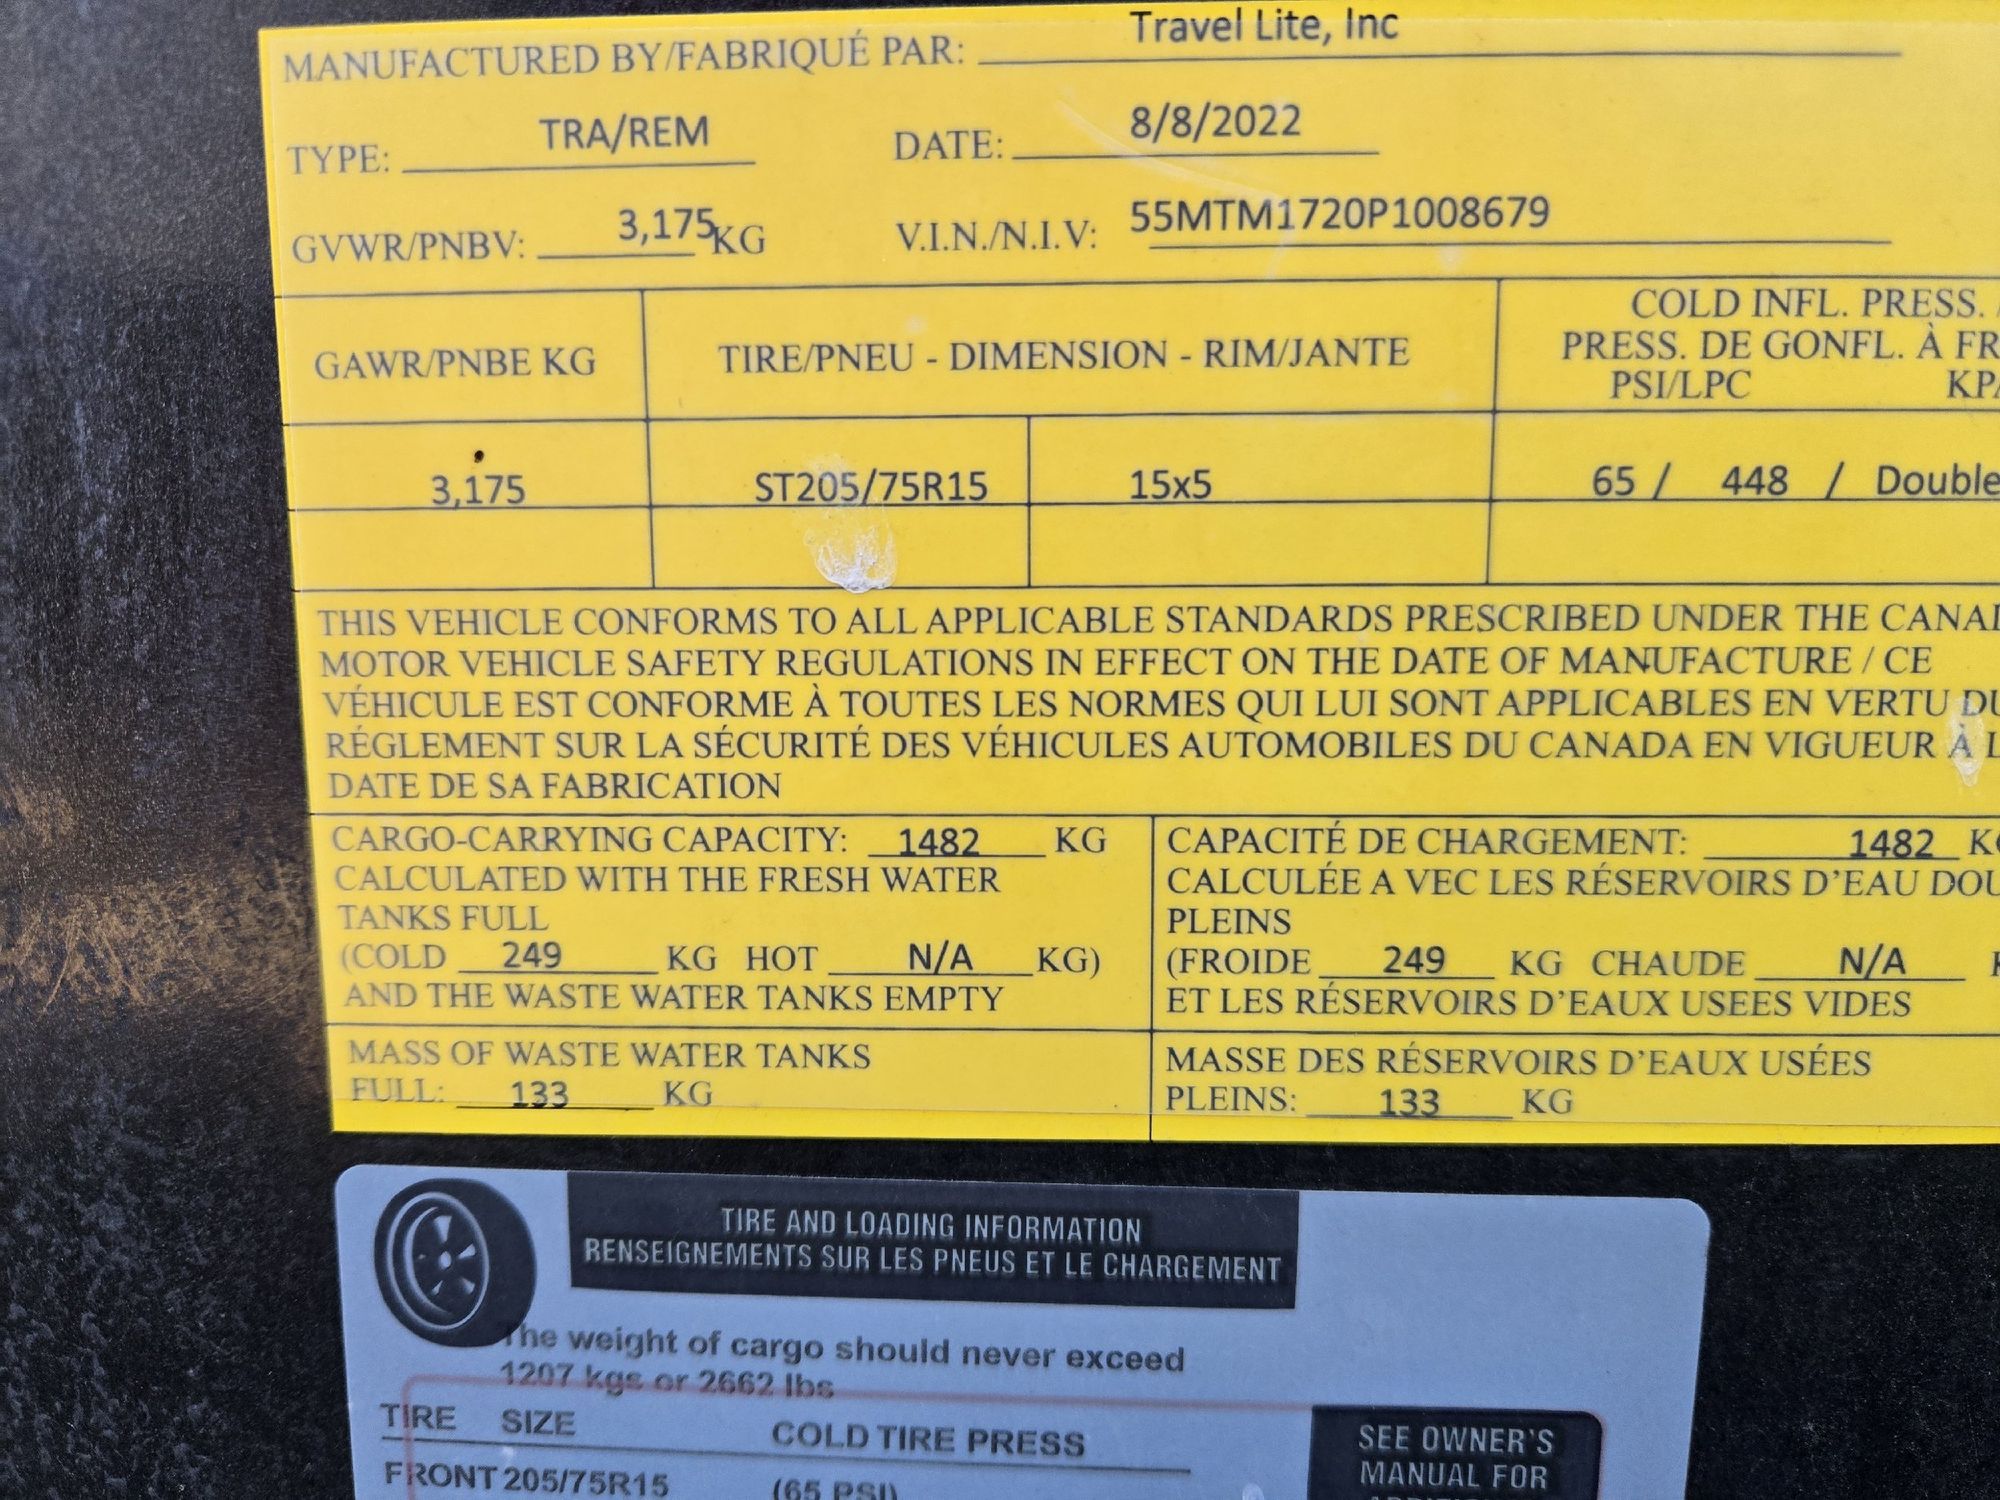 MANUFACTURED BY/FABRIQUÉ PAR: Travel Lite, Inc
TYPE: TRA/REM DATE: 8/8/2022
GVWR/PNBV: 3,175 KG V.I.N./N.I.V: 55MTM1720P1008679
GAWR/PNBE KG TIRE/PNEU - DIMENSION - RIM/JANTE
COLD INFL. PRESS.
PRESS. DE GONFL. À
PSI/LPC
3,175 ST205/75R15 15x5 65 / 448 / Double
THIS VEHICLE CONFORMS TO ALL APPLICABLE STANDARDS PRESCRIBED UNDER THE
MOTOR VEHICLE SAFETY REGULATIONS IN EFFECT ON THE DATE OF MANUFACTURE / CE
VÉHICULE EST CONFORME À TOUTES LES NORMES QUI LUI SONT APPLICABLES EN VERTU
RÉGLEMENT SUR LA SÉCURITÉ DES VÉHICULES AUTOMOBILES DU CANADA EN VIGUEUR À
DATE DE SA FABRICATION
CARGO-CARRYING CAPACITY: 1482 KG
CALCULATED WITH THE FRESH WATER
TANKS FULL
(COLD 249 KG HOT N/A KG)
AND THE WASTE WATER TANKS EMPTY
CAPACITÉ DE CHARGEMENT: 1482
CALCULÉE A VEC LES RÉSERVOIRS D'EAU
PLEINS
(FROIDE 249 KG CHAUDE N/A
ET LES RÉSERVOIRS D'EAUX USEES VIDES
MASS OF WASTE WATER TANKS
FULL: 133 KG
MASSE DES RÉSERVOIRS D'EAUX USÉES
PLEINS: 133 KG
TIRE AND LOADING INFORMATION
RENSEIGNEMENTS SUR LES PNEUS ET LE CHARGEMENT
The weight of cargo should never exceed
1207 kgs or 2662 lbs
TIRE SIZE COLD TIRE PRESS
FRONT 205/75R15 (65 PSI)
SEE OWNER'S
MANUAL FOR